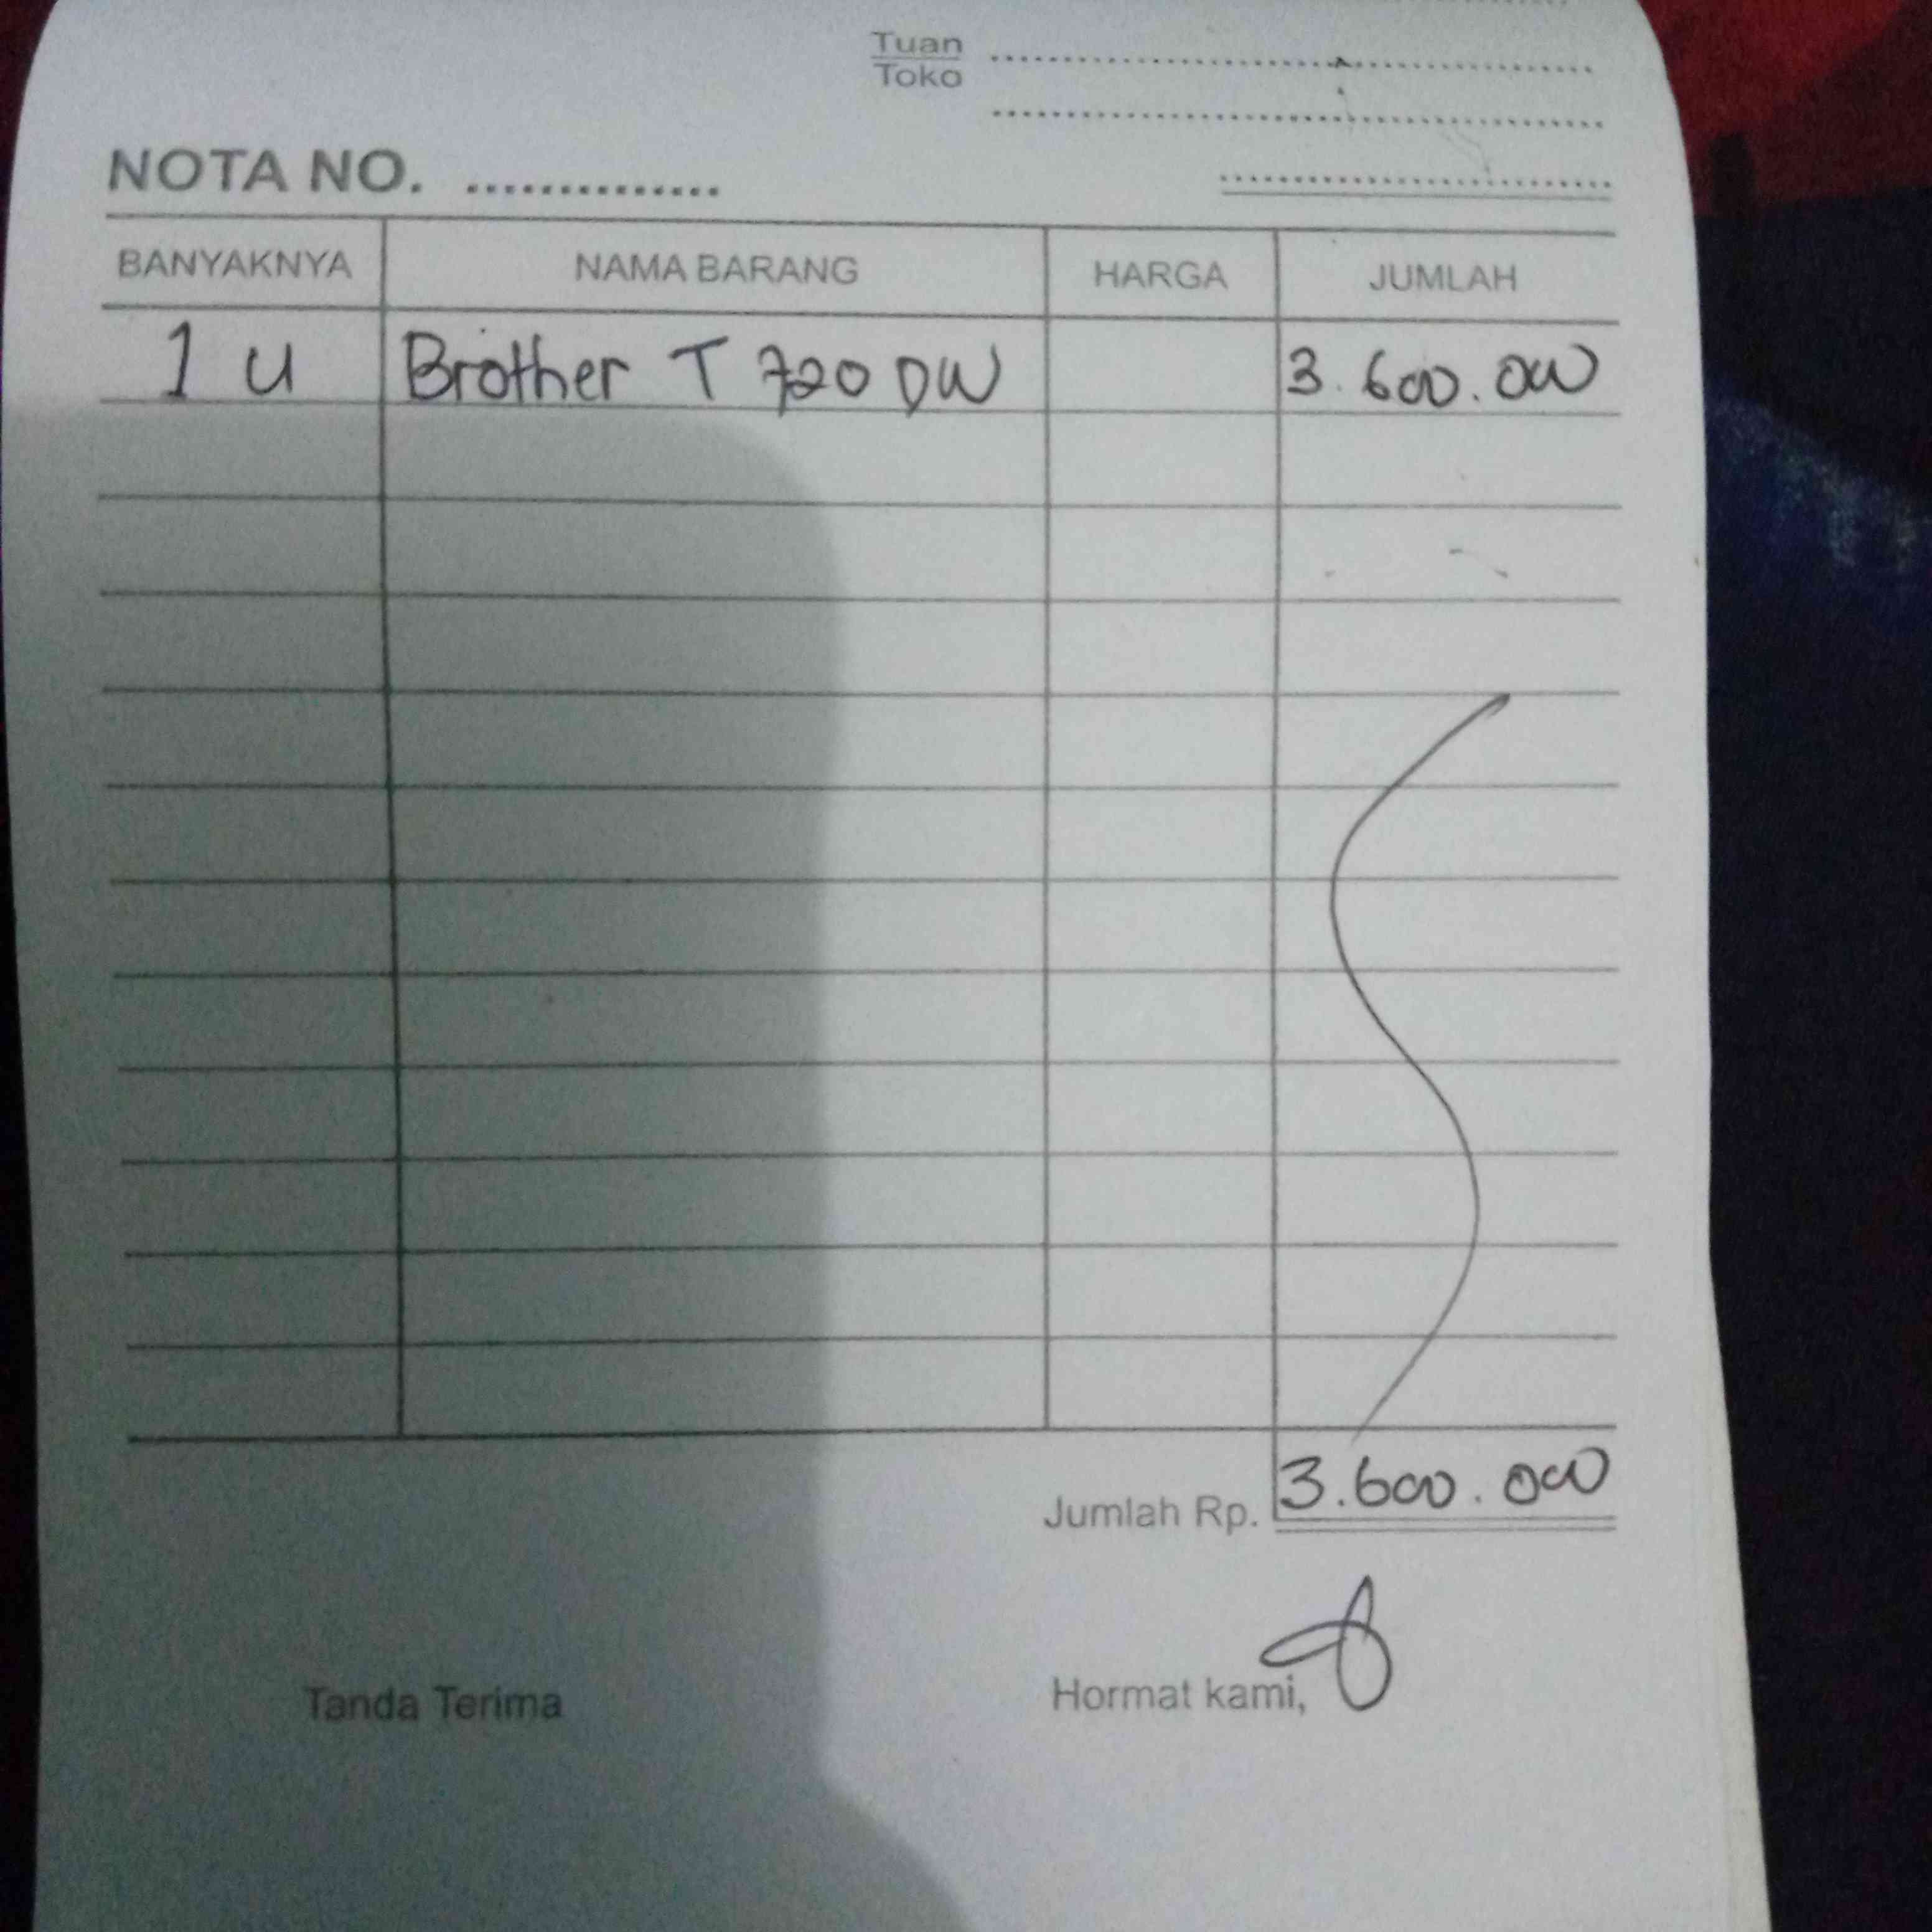 Tuan
Toko
NOTA NO. ..............
BANYAKNYA NAMA BARANG HARGA JUMLAH
1 U Brother T 720 DW 3.600.000
Jumlah Rp. 3.600.000
Tanda Terima Hormat kami,